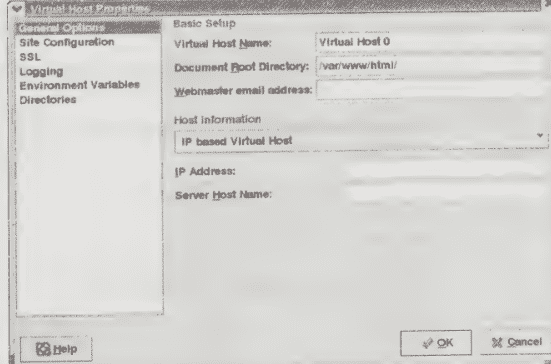 Virtual Host Properties
General Options
Site Configuration
SSL
Logging
Environment Variables
Directories
Basic Setup
Virtual Host Name: Virtual Host 0
Document Root Directory: /var/www/html/
Webmaster email address:
Host Information
IP based Virtual Host
IP Address:
Server Host Name:
Help
OK
Cancel